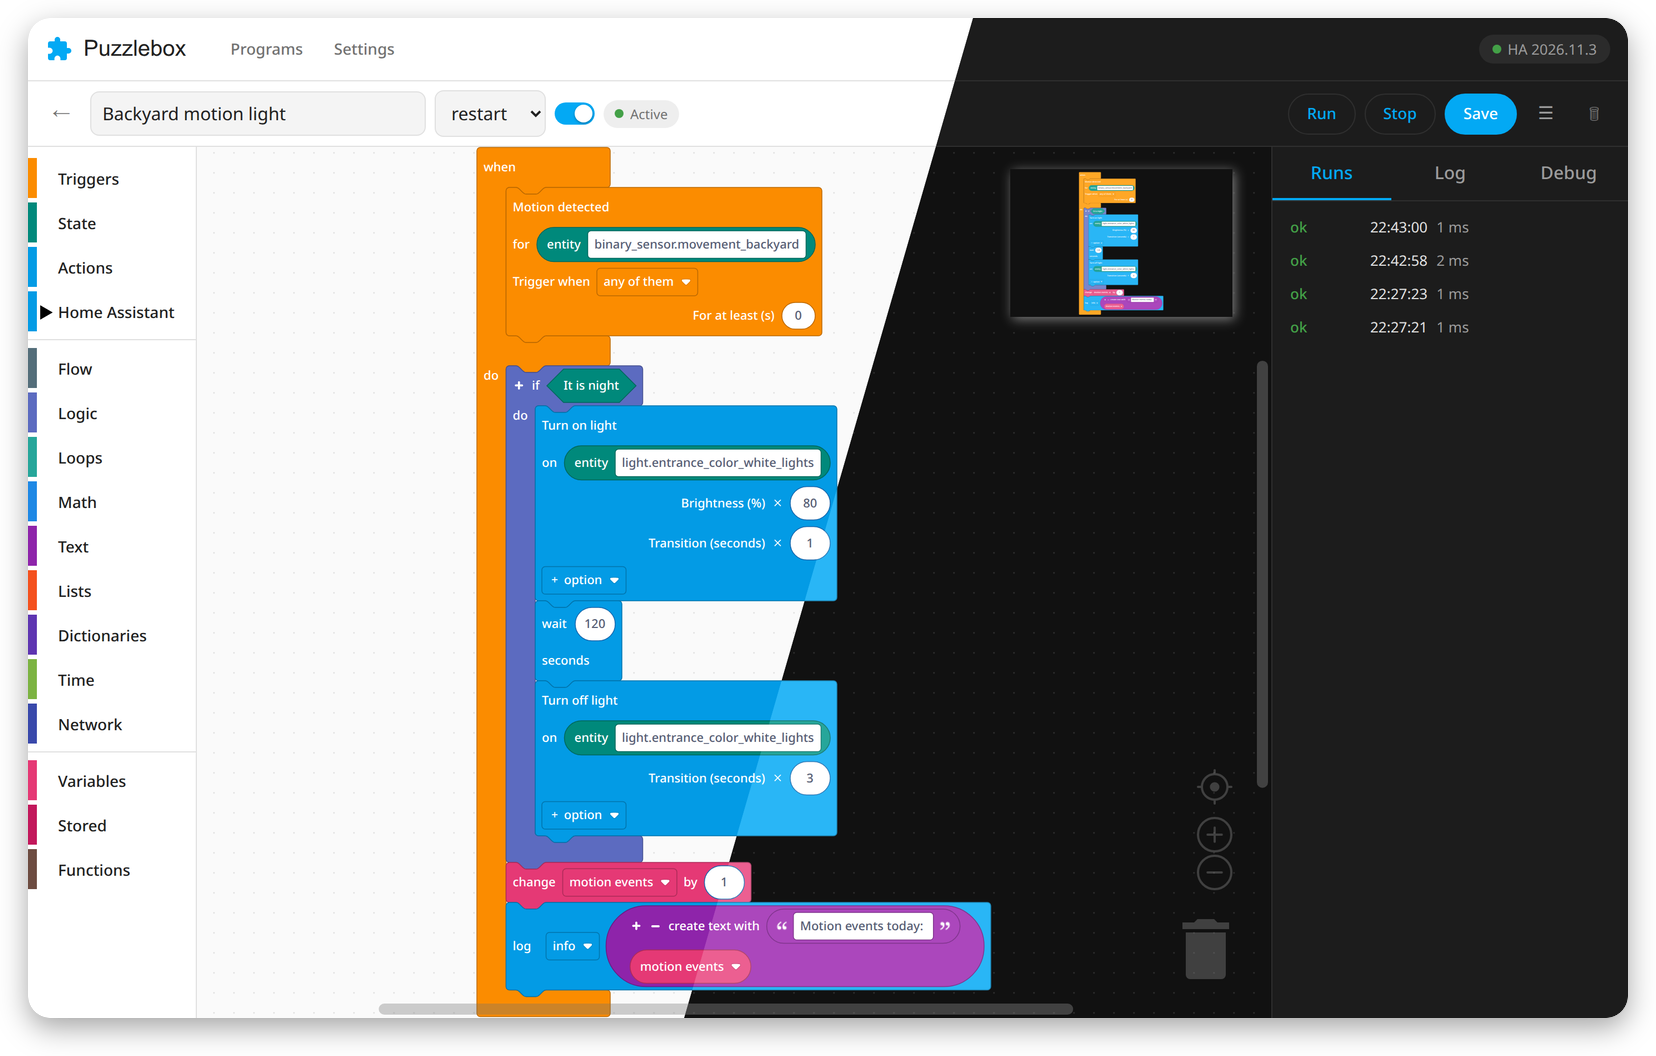 Puzzlebox Programs Settings HA 2026.11.3
← Backyard motion light restart Active Run Stop Save
Triggers
State
Actions
Home Assistant
Flow
Logic
Loops
Math
Text
Lists
Dictionaries
Time
Network
Variables
Stored
Functions
when
Motion detected
for entity binary_sensor.movement_backyard
Trigger when any of them
For at least (s) 0
do + if It is night
do Turn on light
on entity light.entrance_color_white_lights
Brightness (%) × 80
Transition (seconds) × 1
+ option
wait 120
seconds
Turn off light
on entity light.entrance_color_white_lights
Transition (seconds) × 3
+ option
change motion events by 1
log info + − create text with “ Motion events today: ”
motion events
Runs Log Debug
ok 22:43:00 1 ms
ok 22:42:58 2 ms
ok 22:27:23 1 ms
ok 22:27:21 1 ms